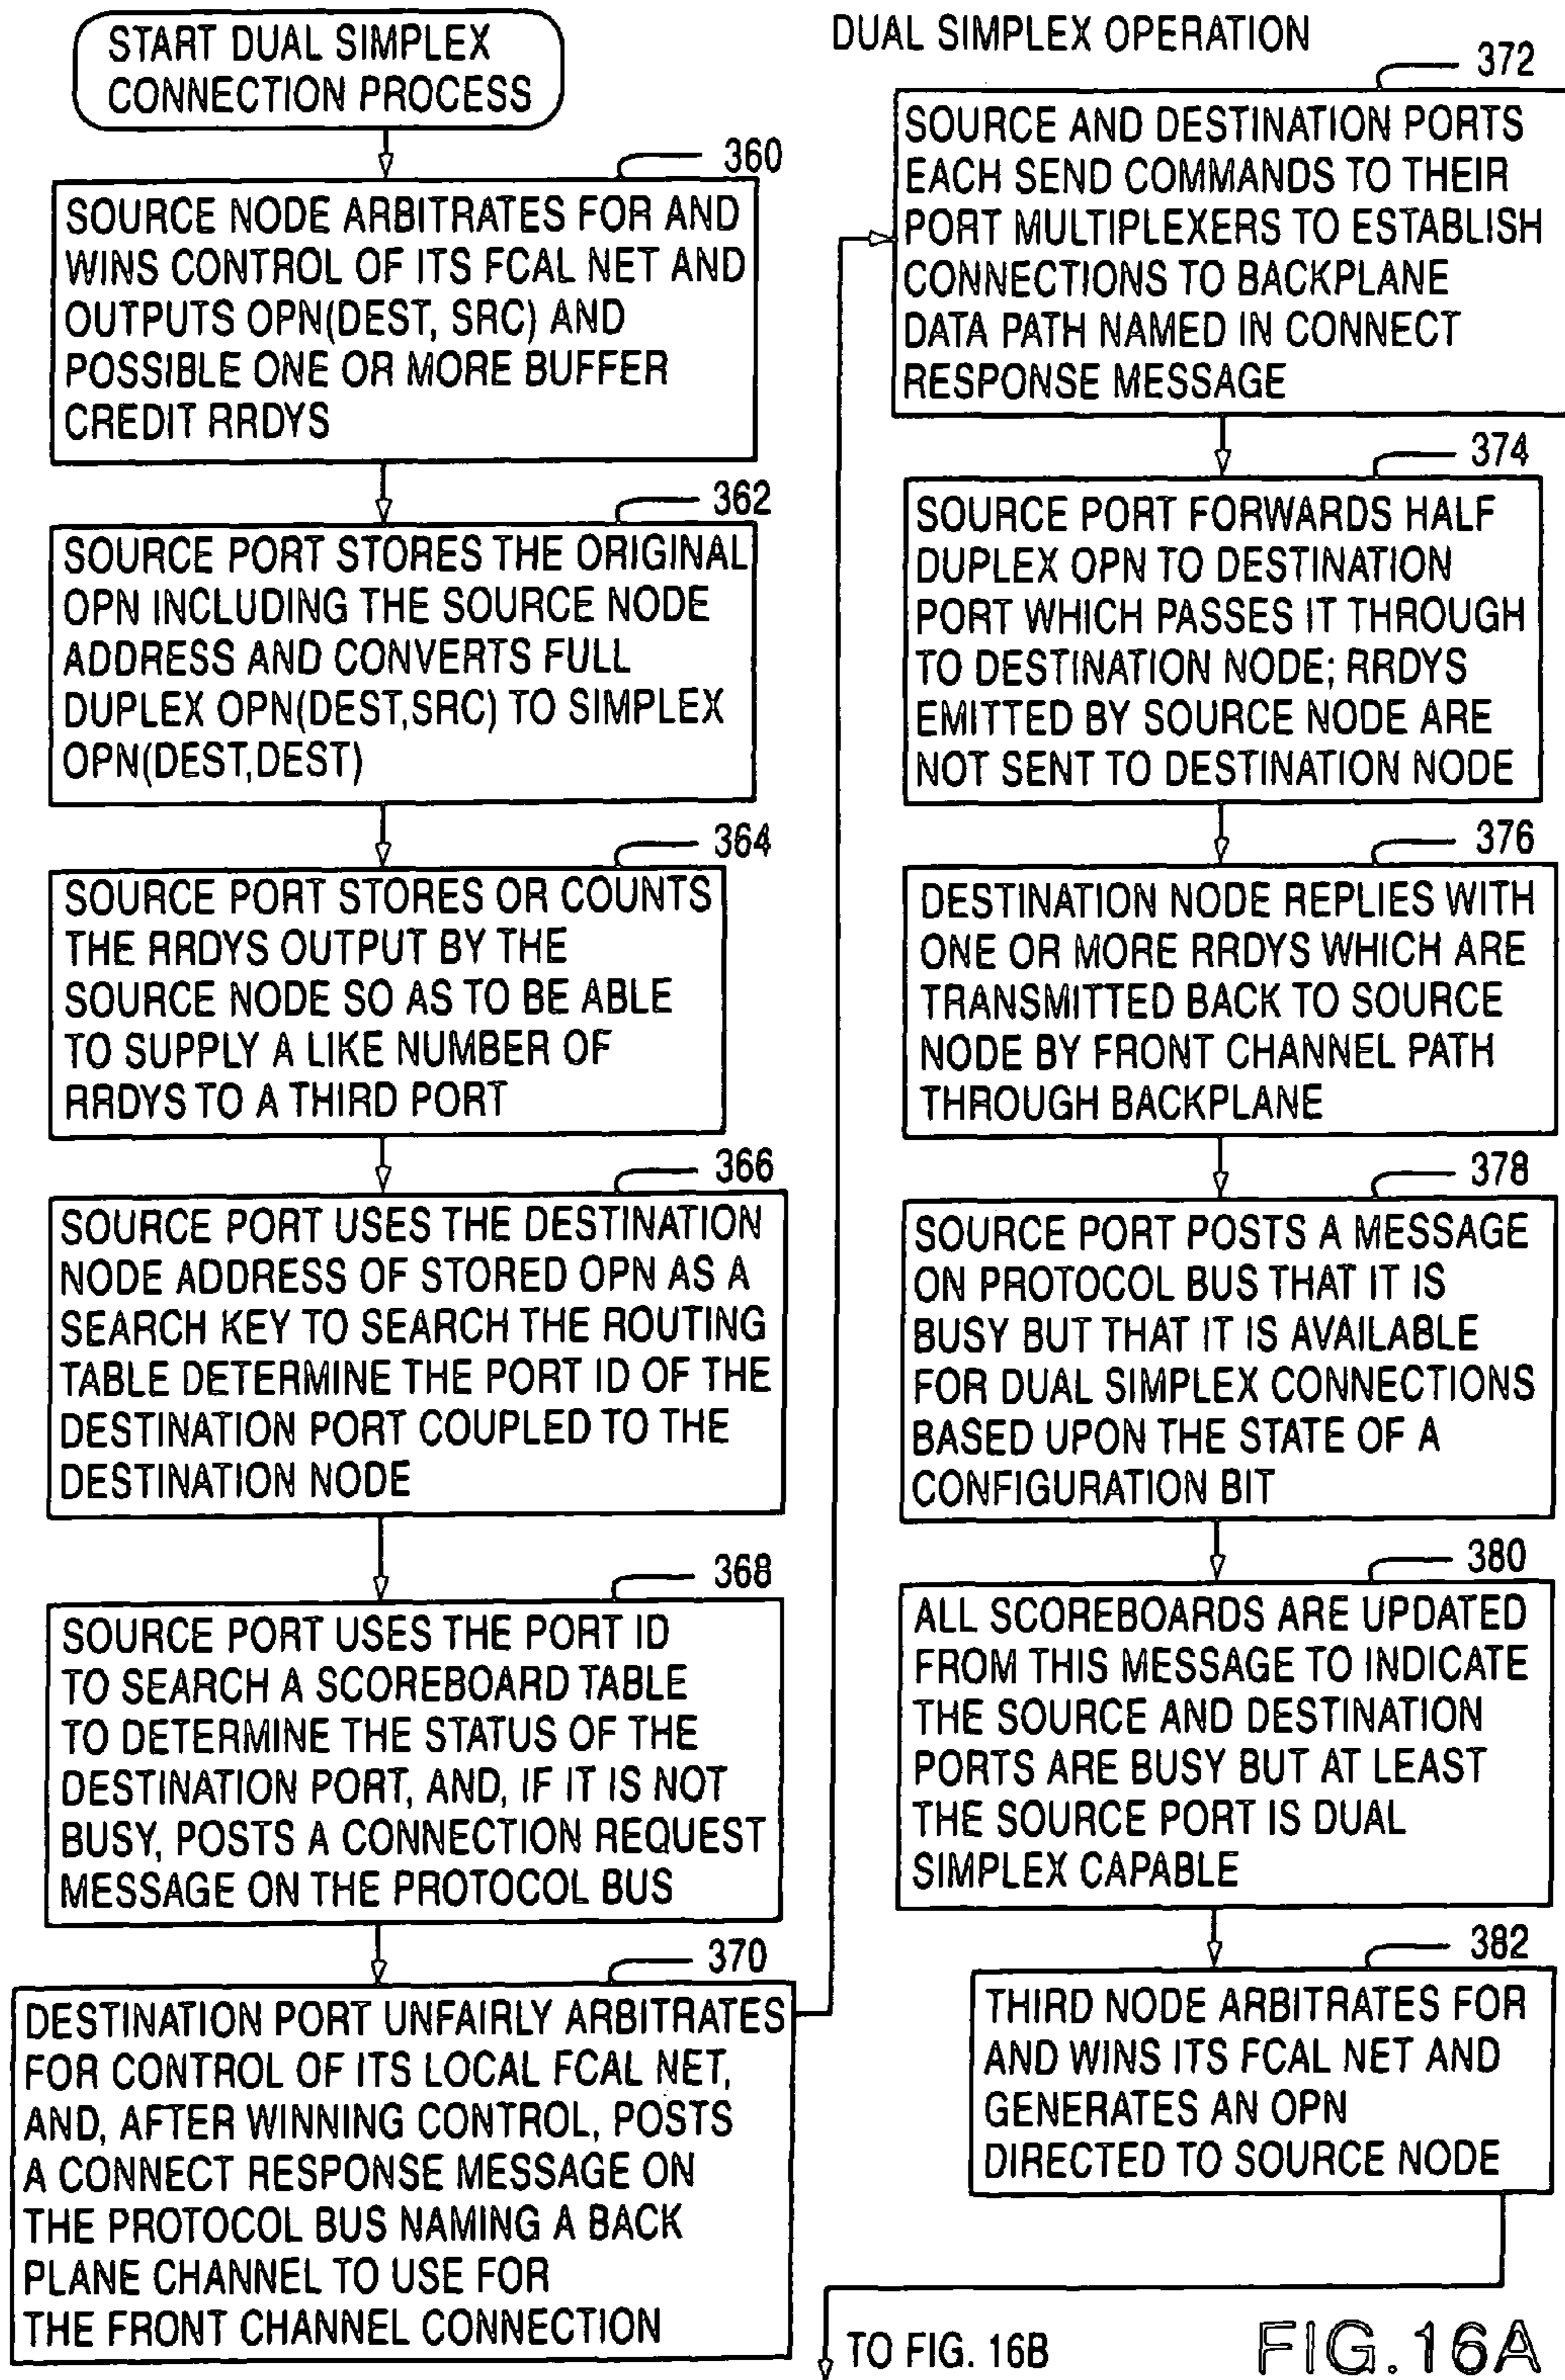 START DUAL SIMPLEX
CONNECTION PROCESS
360
SOURCE NODE ARBITRATES FOR AND
WINS CONTROL OF ITS FCAL NET AND
OUTPUTS OPN(DEST, SRC) AND
POSSIBLE ONE OR MORE BUFFER
CREDIT RRDYS
362
SOURCE PORT STORES THE ORIGINAL
OPN INCLUDING THE SOURCE NODE
ADDRESS AND CONVERTS FULL
DUPLEX OPN(DEST,SRC) TO SIMPLEX
OPN(DEST,DEST)
364
SOURCE PORT STORES OR COUNTS
THE RRDYS OUTPUT BY THE
SOURCE NODE SO AS TO BE ABLE
TO SUPPLY A LIKE NUMBER OF
RRDYS TO A THIRD PORT
366
SOURCE PORT USES THE DESTINATION
NODE ADDRESS OF STORED OPN AS A
SEARCH KEY TO SEARCH THE ROUTING
TABLE DETERMINE THE PORT ID OF THE
DESTINATION PORT COUPLED TO THE
DESTINATION NODE
368
SOURCE PORT USES THE PORT ID
TO SEARCH A SCOREBOARD TABLE
TO DETERMINE THE STATUS OF THE
DESTINATION PORT, AND, IF IT IS NOT
BUSY, POSTS A CONNECTION REQUEST
MESSAGE ON THE PROTOCOL BUS
370
DESTINATION PORT UNFAIRLY ARBITRATES
FOR CONTROL OF ITS LOCAL FCAL NET,
AND, AFTER WINNING CONTROL, POSTS
A CONNECT RESPONSE MESSAGE ON
THE PROTOCOL BUS NAMING A BACK
PLANE CHANNEL TO USE FOR
THE FRONT CHANNEL CONNECTION
DUAL SIMPLEX OPERATION
372
SOURCE AND DESTINATION PORTS
EACH SEND COMMANDS TO THEIR
PORT MULTIPLEXERS TO ESTABLISH
CONNECTIONS TO BACKPLANE
DATA PATH NAMED IN CONNECT
RESPONSE MESSAGE
374
SOURCE PORT FORWARDS HALF
DUPLEX OPN TO DESTINATION
PORT WHICH PASSES IT THROUGH
TO DESTINATION NODE; RRDYS
EMITTED BY SOURCE NODE ARE
NOT SENT TO DESTINATION NODE
376
DESTINATION NODE REPLIES WITH
ONE OR MORE RRDYS WHICH ARE
TRANSMITTED BACK TO SOURCE
NODE BY FRONT CHANNEL PATH
THROUGH BACKPLANE
378
SOURCE PORT POSTS A MESSAGE
ON PROTOCOL BUS THAT IT IS
BUSY BUT THAT IT IS AVAILABLE
FOR DUAL SIMPLEX CONNECTIONS
BASED UPON THE STATE OF A
CONFIGURATION BIT
380
ALL SCOREBOARDS ARE UPDATED
FROM THIS MESSAGE TO INDICATE
THE SOURCE AND DESTINATION
PORTS ARE BUSY BUT AT LEAST
THE SOURCE PORT IS DUAL
SIMPLEX CAPABLE
382
THIRD NODE ARBITRATES FOR
AND WINS ITS FCAL NET AND
GENERATES AN OPN
DIRECTED TO SOURCE NODE
TO FIG. 16B
FIG. 16A